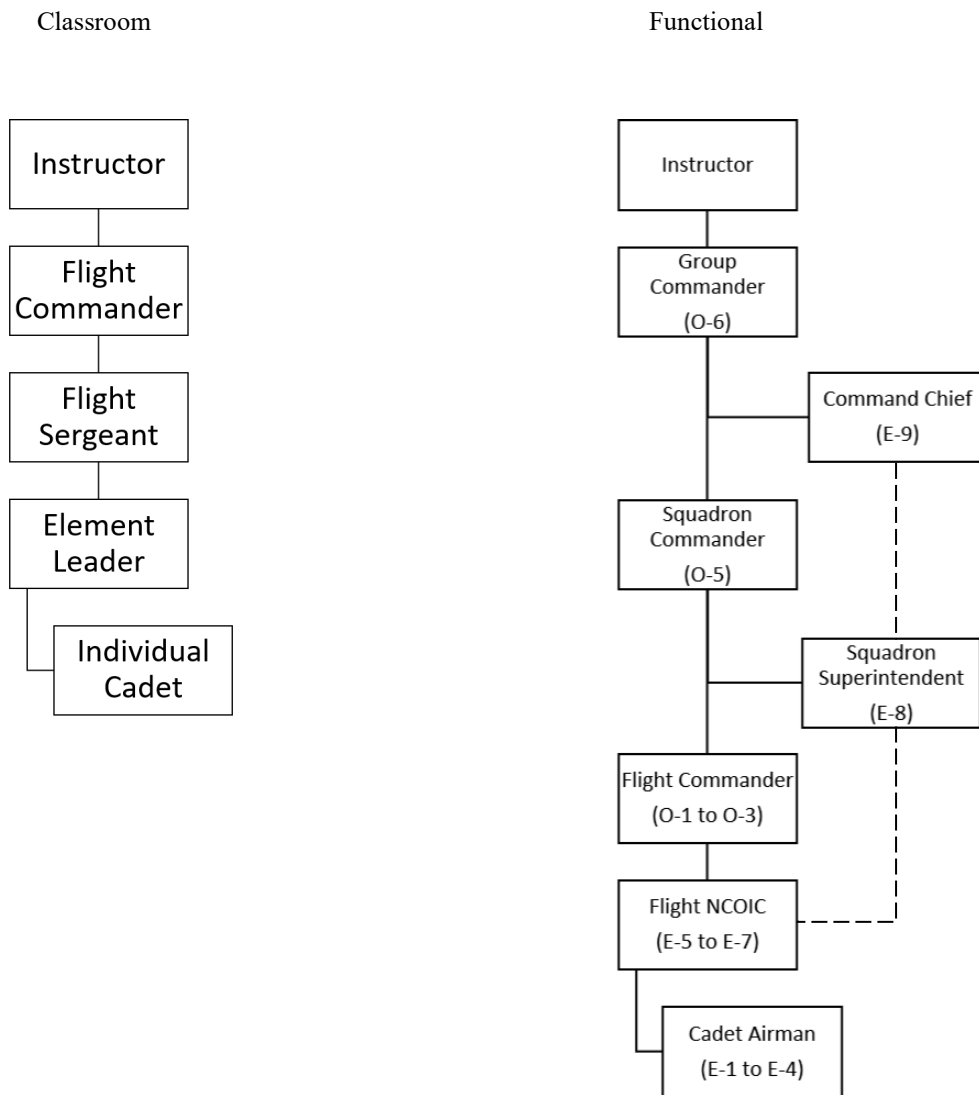 Classroom
Functional
Instructor
Flight
Commander
Flight
Sergeant
Element
Leader
Individual
Cadet
Instructor
Group
Commander
(O-6)
Command Chief
(E-9)
Squadron
Commander
(O-5)
Squadron
Superintendent
(E-8)
Flight Commander
(O-1 to O-3)
Flight NCOIC
(E-5 to E-7)
Cadet Airman
(E-1 to E-4)